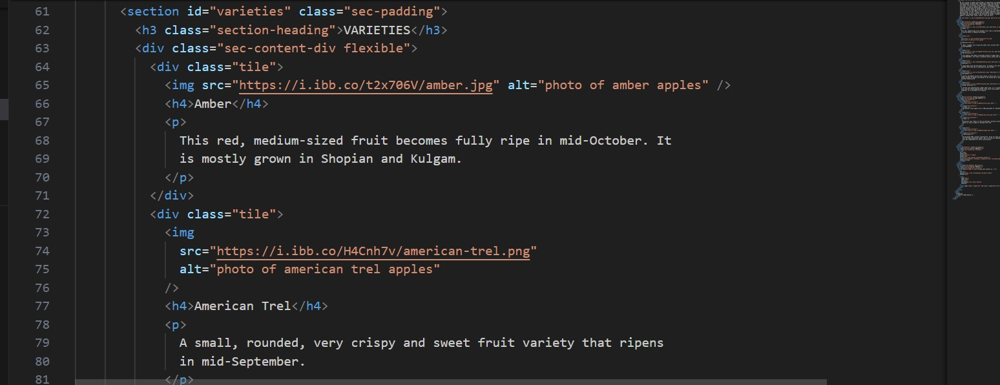 61 <section id="varieties" class="sec-padding">
62 <h3 class="section-heading">VARIETIES</h3>
63 <div class="sec-content-div flexible">
64 <div class="tile">
65 <img src="https://i.ibb.co/t2x706V/amber.jpg" alt="photo of amber apples" />
66 <h4>Amber</h4>
67 <p>
68 This red, medium-sized fruit becomes fully ripe in mid-October. It
69 is mostly grown in Shopian and Kulgam.
70 </p>
71 </div>
72 <div class="tile">
73 <img
74 src="https://i.ibb.co/H4Cnh7v/american-trel.png"
75 alt="photo of american trel apples"
76 />
77 <h4>American Trel</h4>
78 <p>
79 A small, rounded, very crispy and sweet fruit variety that ripens
80 in mid-September.
81 </p>